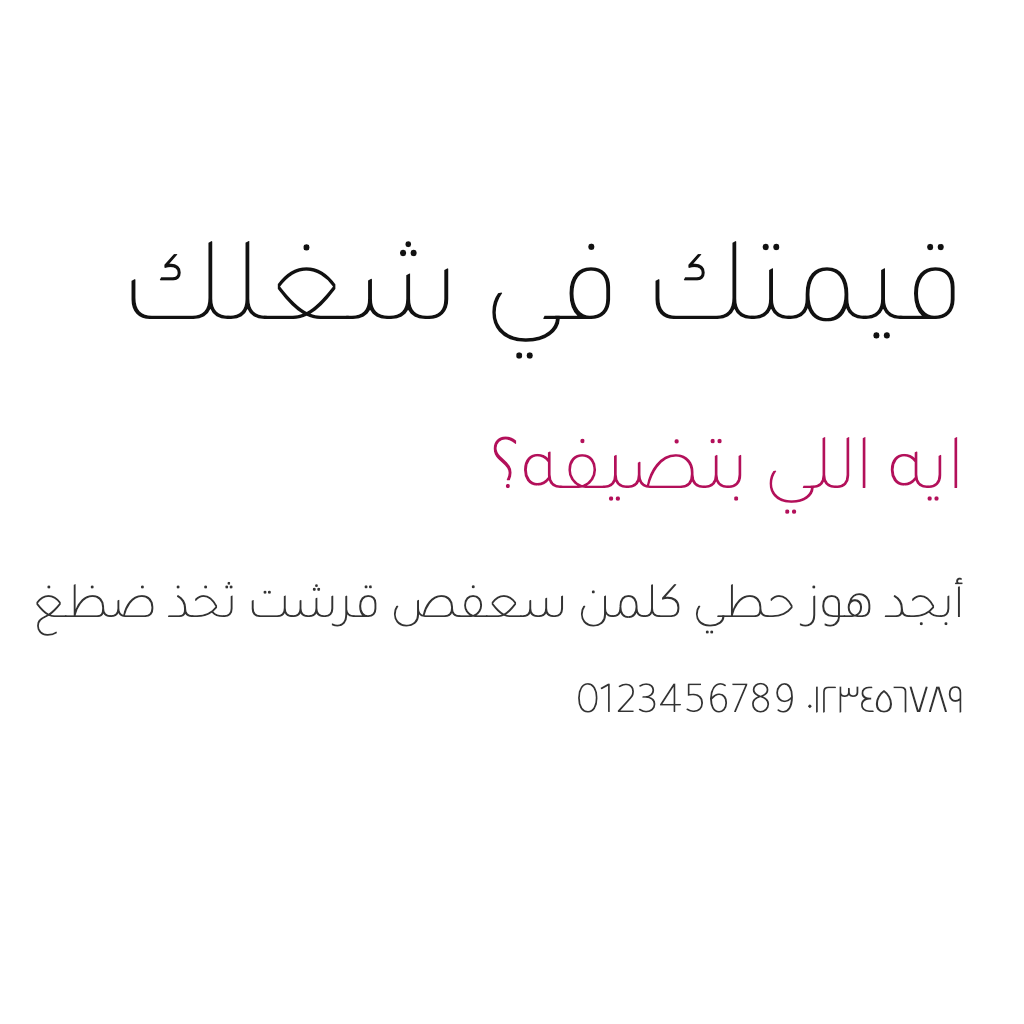 قيمتك في شغلك
ايه اللي بتضيفه؟
أبجد هوز حطي كلمن سعفص قرشت ثخذ ضظغ
0123456789 ٠١٢٣٤٥٦٧٨٩